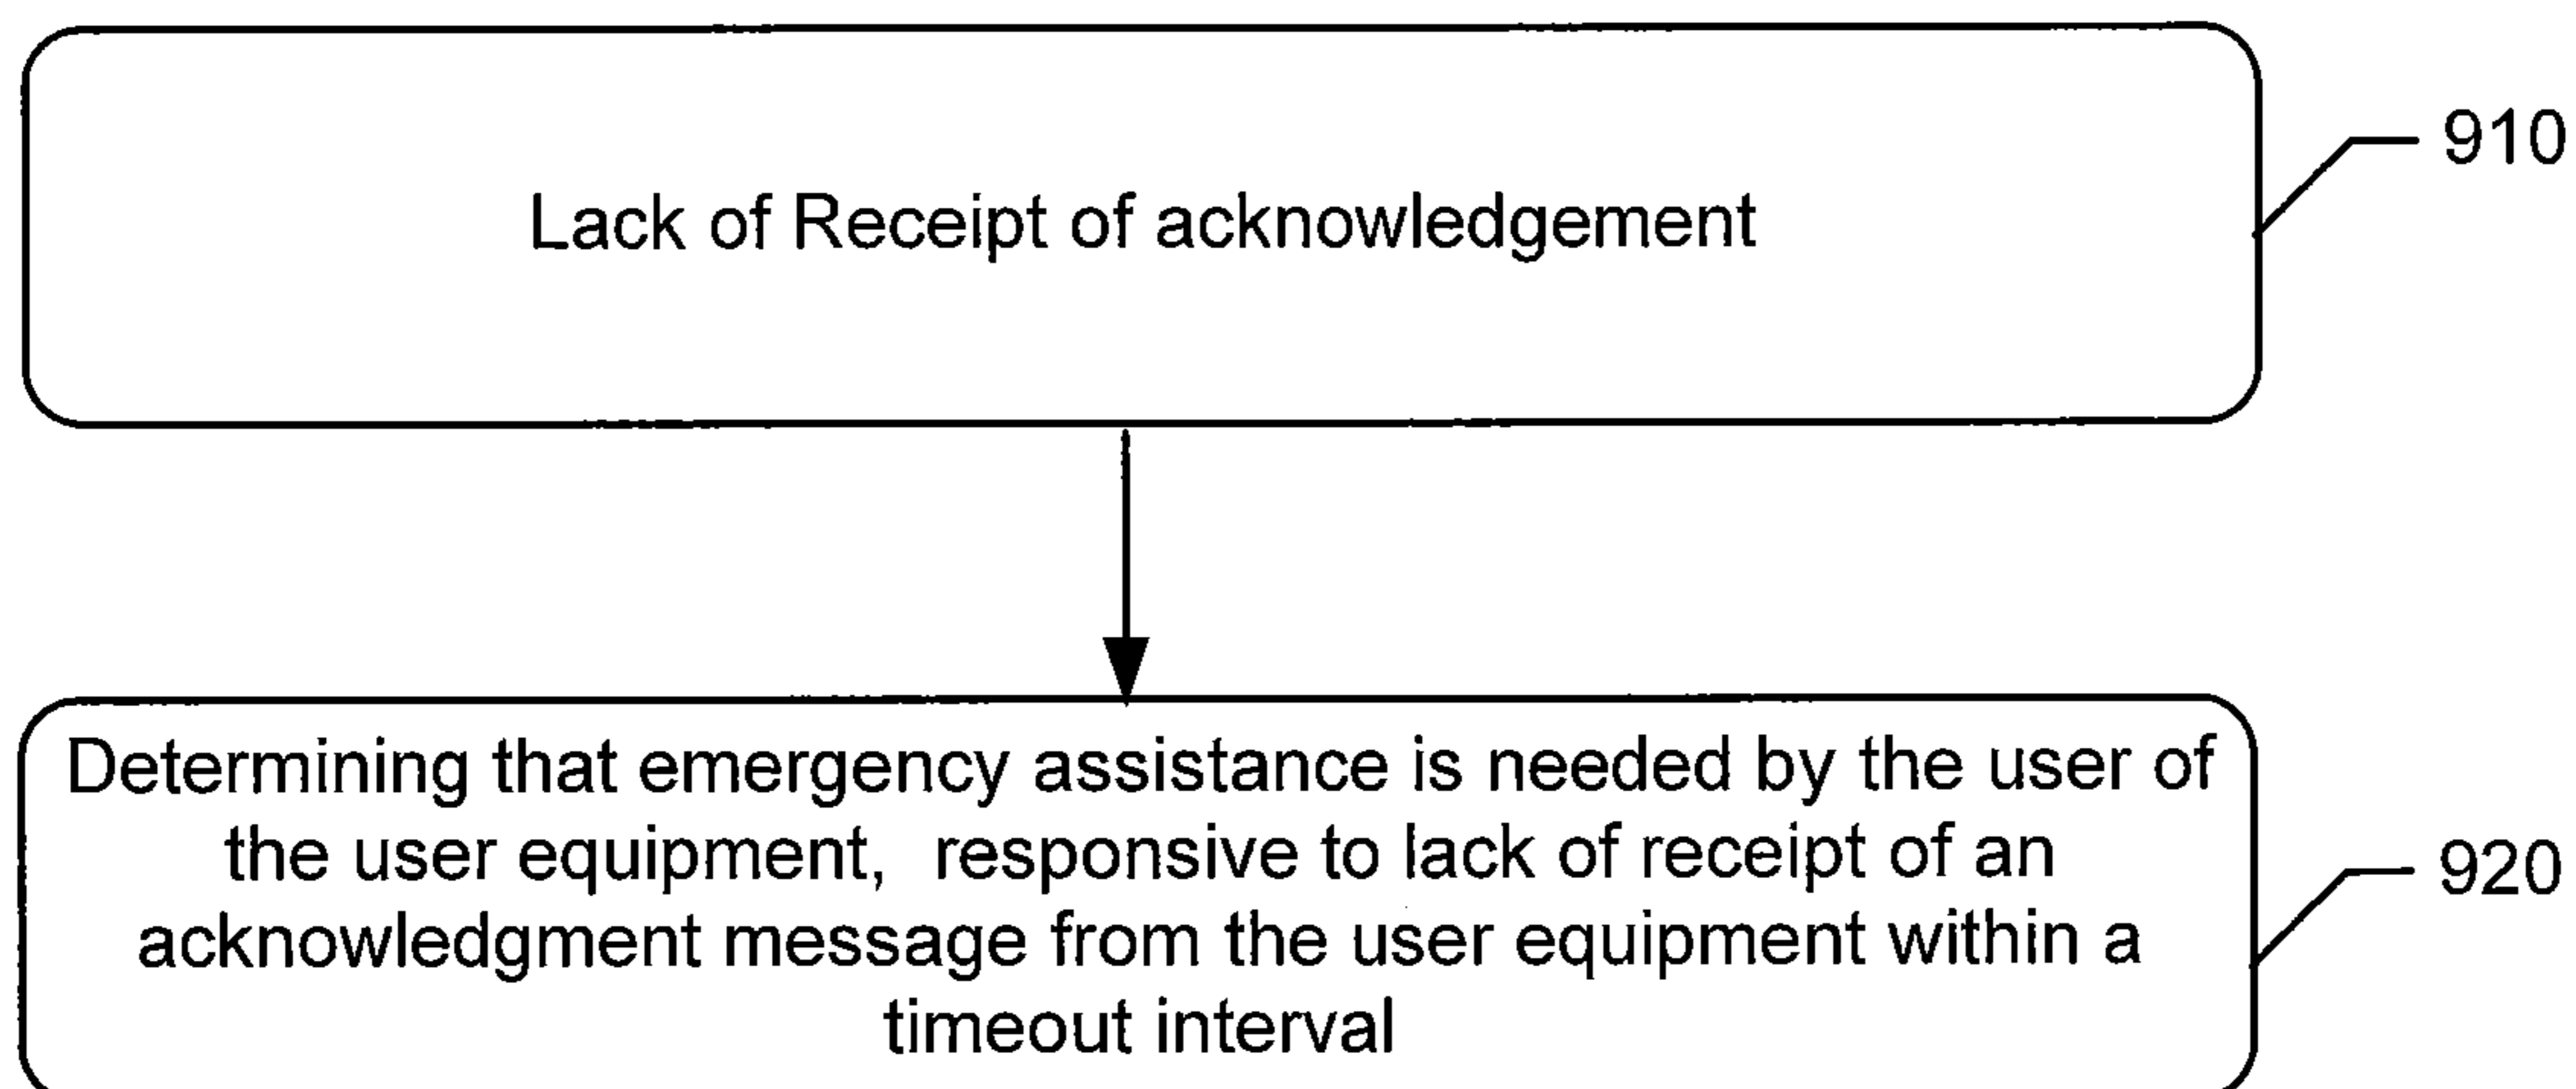 910
Lack of Receipt of acknowledgement
Determining that emergency assistance is needed by the user of
the user equipment,  responsive to lack of receipt of an
920
acknowledgment message from the user equipment within a
timeout interval